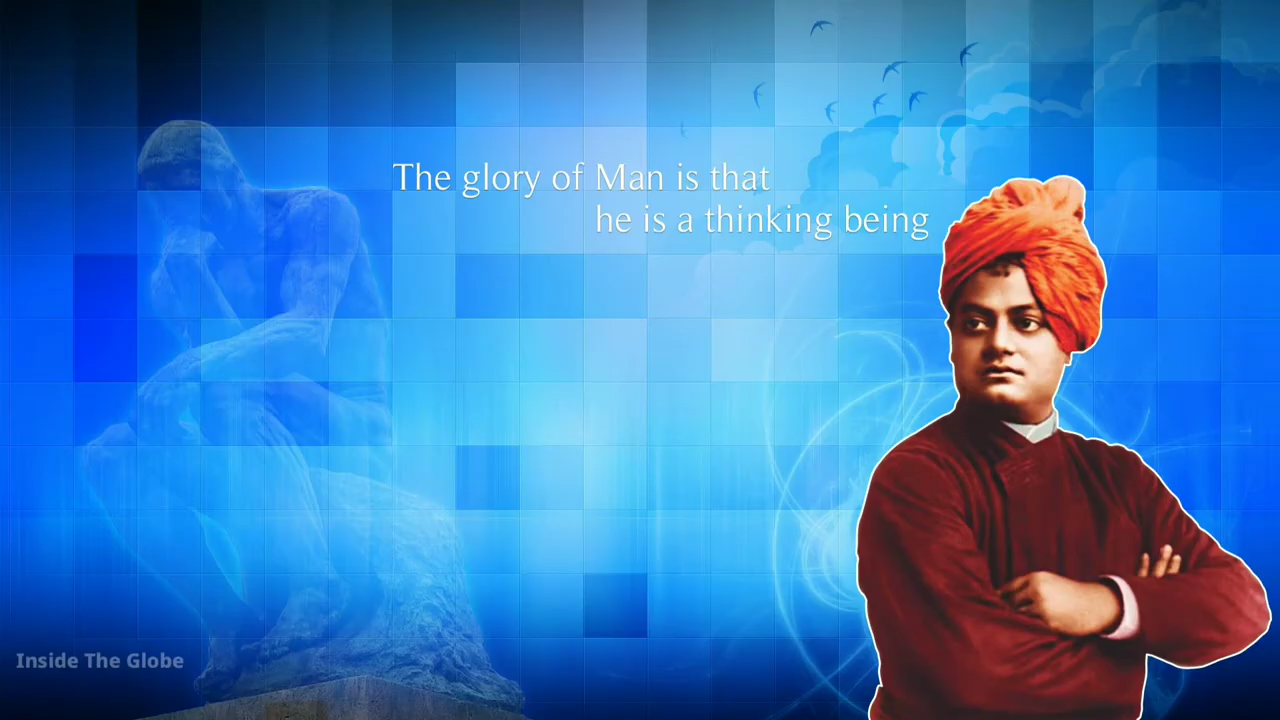 The glory of Man is that
he is a thinking being
Inside The Globe